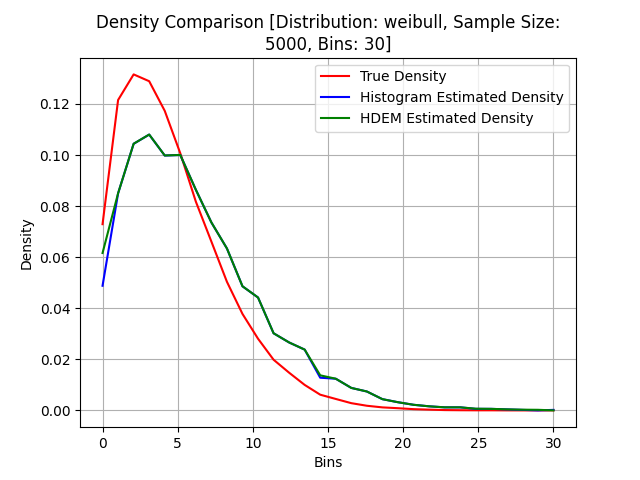 Density Comparison [Distribution: weibull, Sample Size:
5000, Bins: 30]
True Density
Histogram Estimated Density
HDEM Estimated Density
Density
0.12
0.10
0.08
0.06
0.04
0.02
0.00
0 5 10 15 20 25 30
Bins